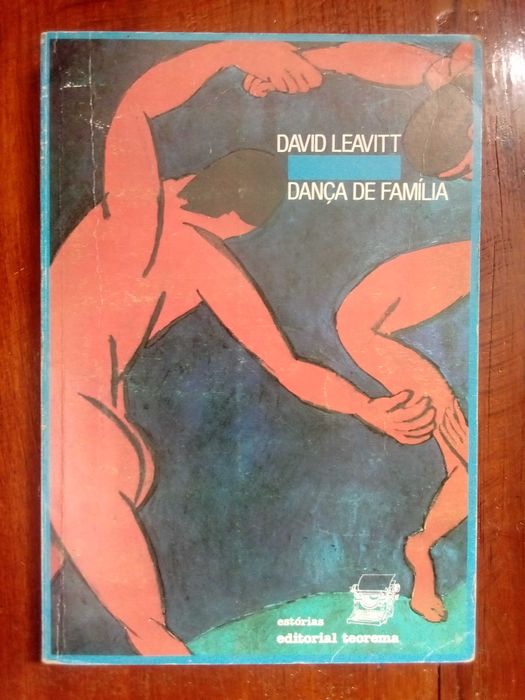 DAVID LEAVITT
DANÇA DE FAMÍLIA
estórias
editorial teorema